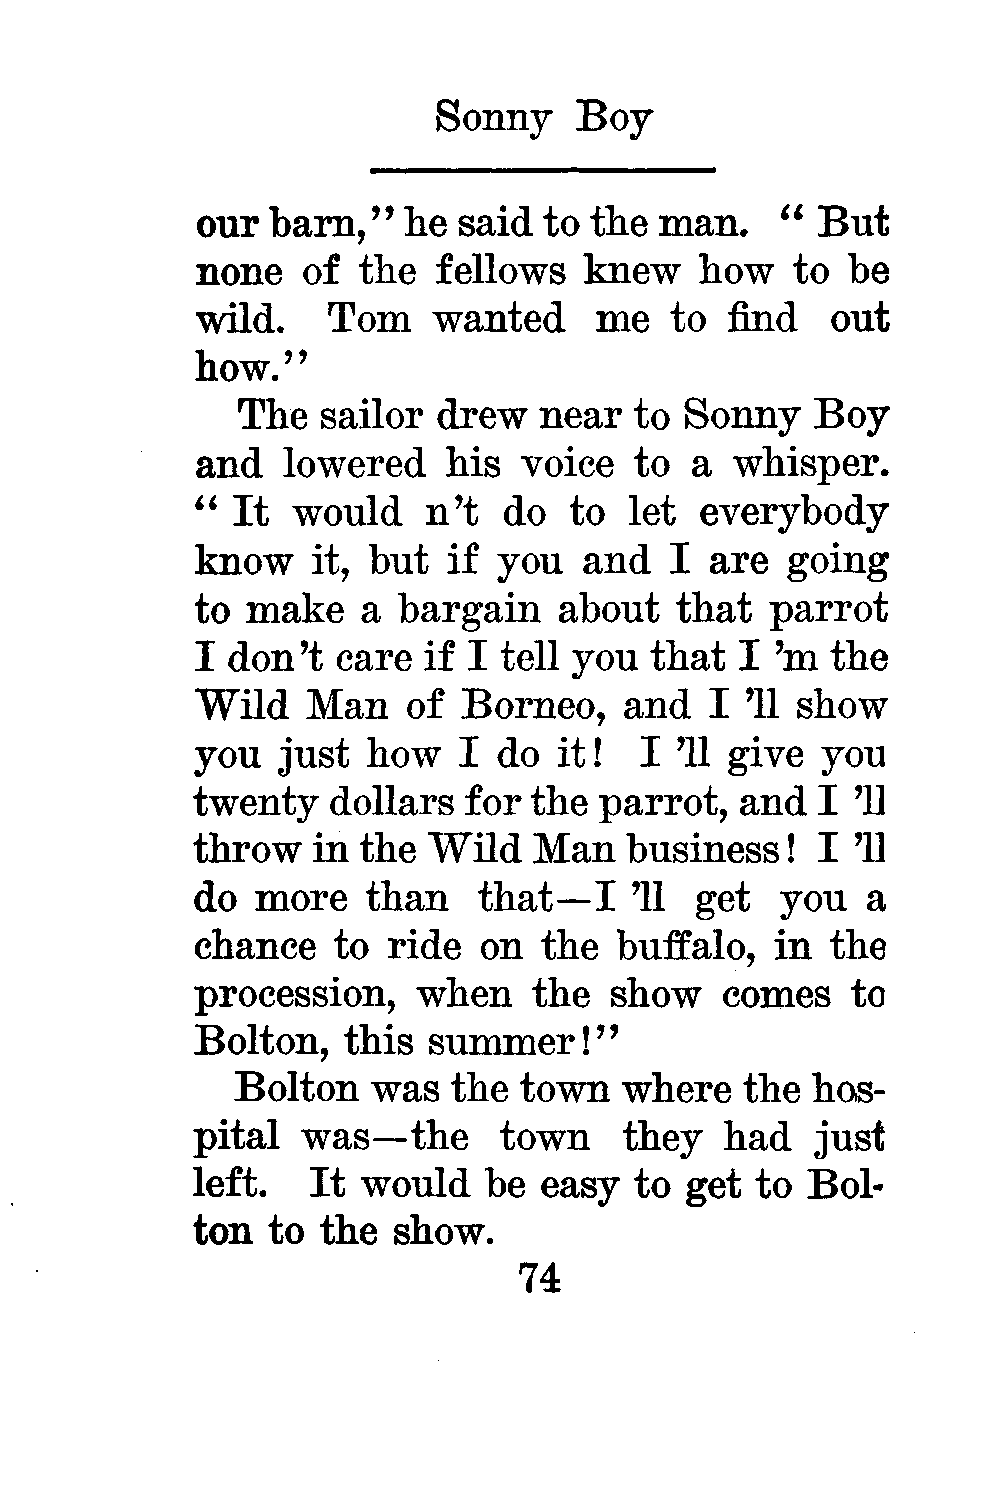 Sonny Boy
our barn,” he said to the man. “ But
none of the fellows knew how to be
wild. Tom wanted me to find out
how.”
The sailor drew near to Sonny Boy
and lowered his voice to a whisper.
“ It would n’t do to let everybody
know it, but if you and I are going
to make a bargain about that parrot
I don’t care if I tell you that I ’m the
Wild Man of Borneo, and I ’ll show
you just how I do it! I ’ll give you
twenty dollars for the parrot, and I ’ll
throw in the Wild Man business! I ’ll
do more than that—I ’ll get you a
chance to ride on the buffalo, in the
procession, when the show comes to
Bolton, this summer!”
Bolton was the town where the hos-
pital was—the town they had just
left. It would be easy to get to Bol-
ton to the show.
74